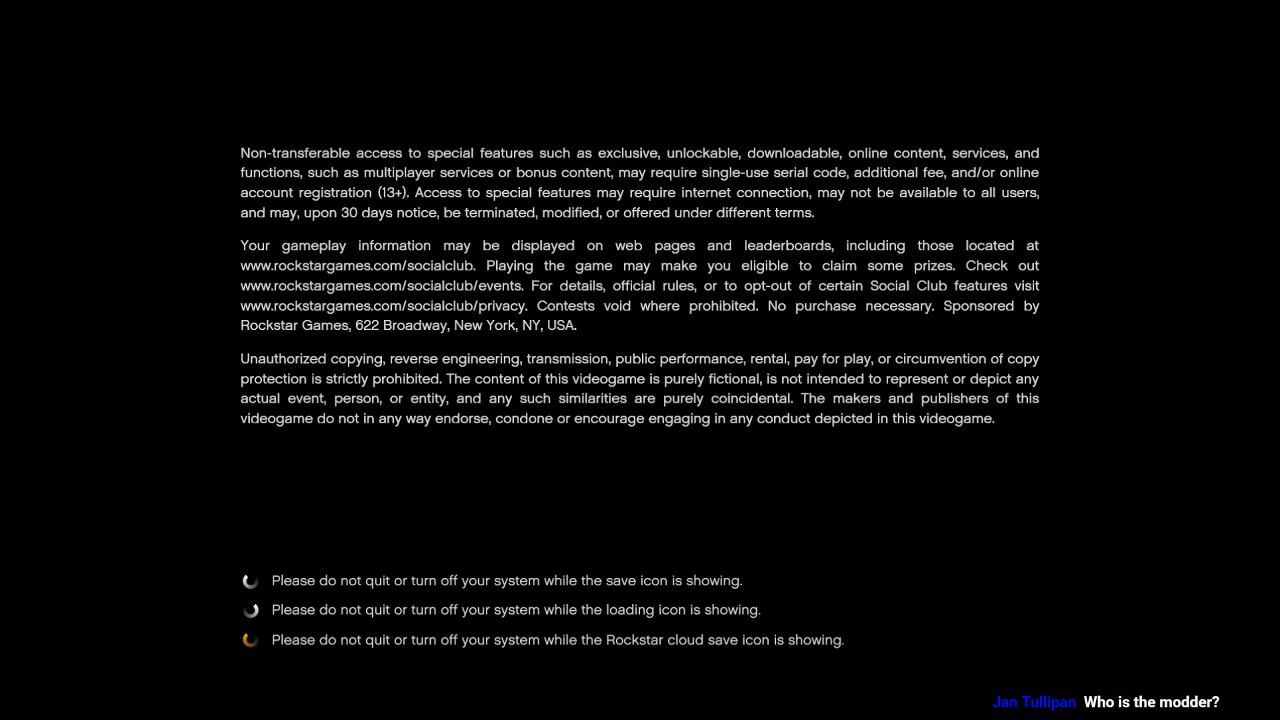 Non-transferable access to special features such as exclusive, unlockable, downloadable, online content, services, and
functions, such as multiplayer services or bonus content, may require single-use serial code, additional fee, and/or online
account registration (13+). Access to special features may require internet connection, may not be available to all users,
and may, upon 30 days notice, be terminated, modified, or offered under different terms.
Your gameplay information may be displayed on web pages and leaderboards, including those located at
www.rockstargames.com/socialclub. Playing the game may make you eligible to claim some prizes. Check out
www.rockstargames.com/socialclub/events. For details, official rules, or to opt-out of certain Social Club features visit
www.rockstargames.com/socialclub/privacy. Contests void where prohibited. No purchase necessary. Sponsored by
Rockstar Games, 622 Broadway, New York, NY, USA.
Unauthorized copying, reverse engineering, transmission, public performance, rental, pay for play, or circumvention of copy
protection is strictly prohibited. The content of this videogame is purely fictional, is not intended to represent or depict any
actual event, person, or entity, and any such similarities are purely coincidental. The makers and publishers of this
videogame do not in any way endorse, condone or encourage engaging in any conduct depicted in this videogame.
Please do not quit or turn off your system while the save icon is showing.
Please do not quit or turn off your system while the loading icon is showing.
Please do not quit or turn off your system while the Rockstar cloud save icon is showing.
Jan Tullipan Who is the modder?